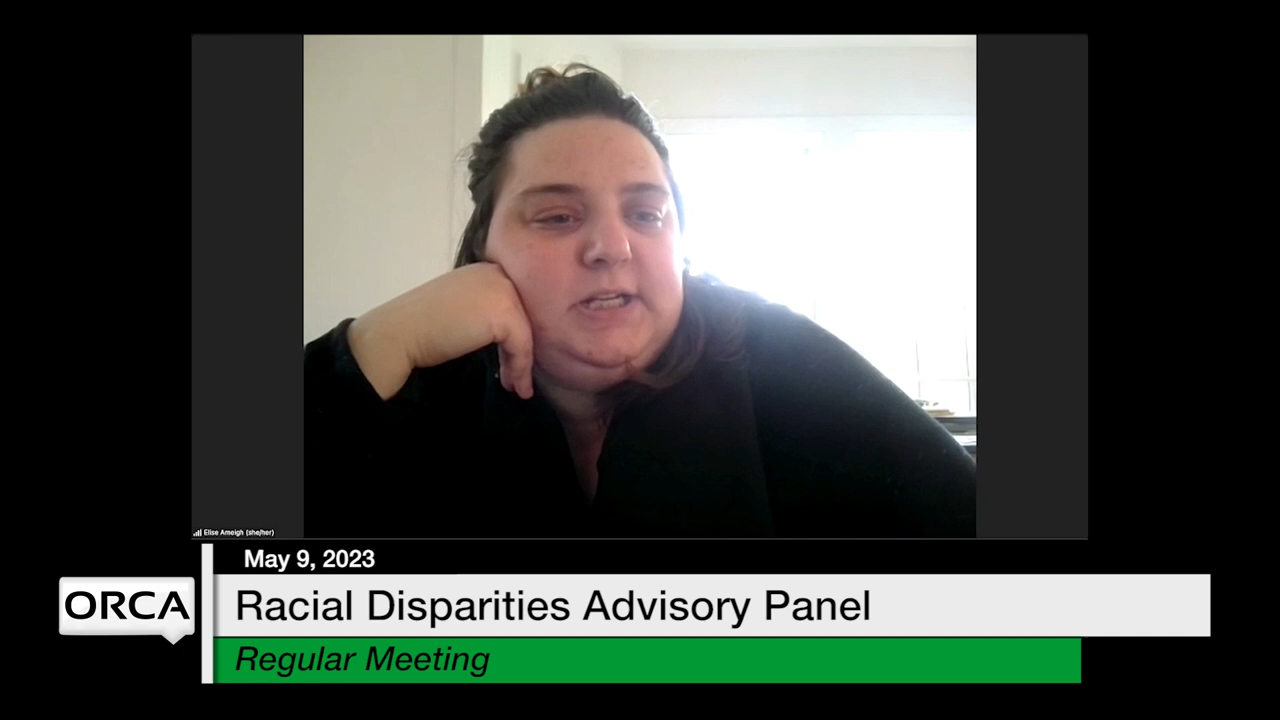 Elise Ameigh (she/her)
May 9, 2023
ORCA
Racial Disparities Advisory Panel
Regular Meeting